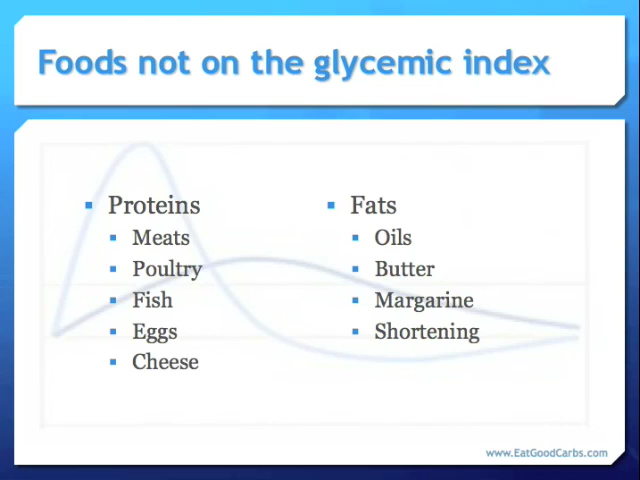 Foods not on the glycemic index
Proteins
Meats
Poultry
Fish
Eggs
Cheese
Fats
Oils
Butter
Margarine
Shortening
www.EatGoodCarbs.com